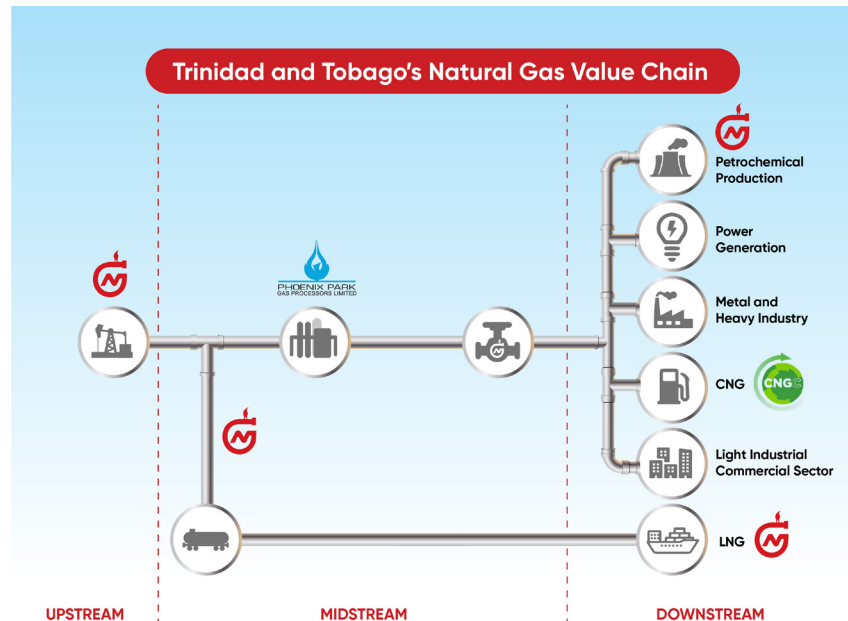 Trinidad and Tobago's Natural Gas Value Chain
Petrochemical
Production
Power
Generation
PHOENIX PARK
GAS PROCESSORS LIMITED
Metal and
Heavy Industry
CNG
CNGC
Light Industrial
Commercial Sector
LNG
UPSTREAM
MIDSTREAM
DOWNSTREAM